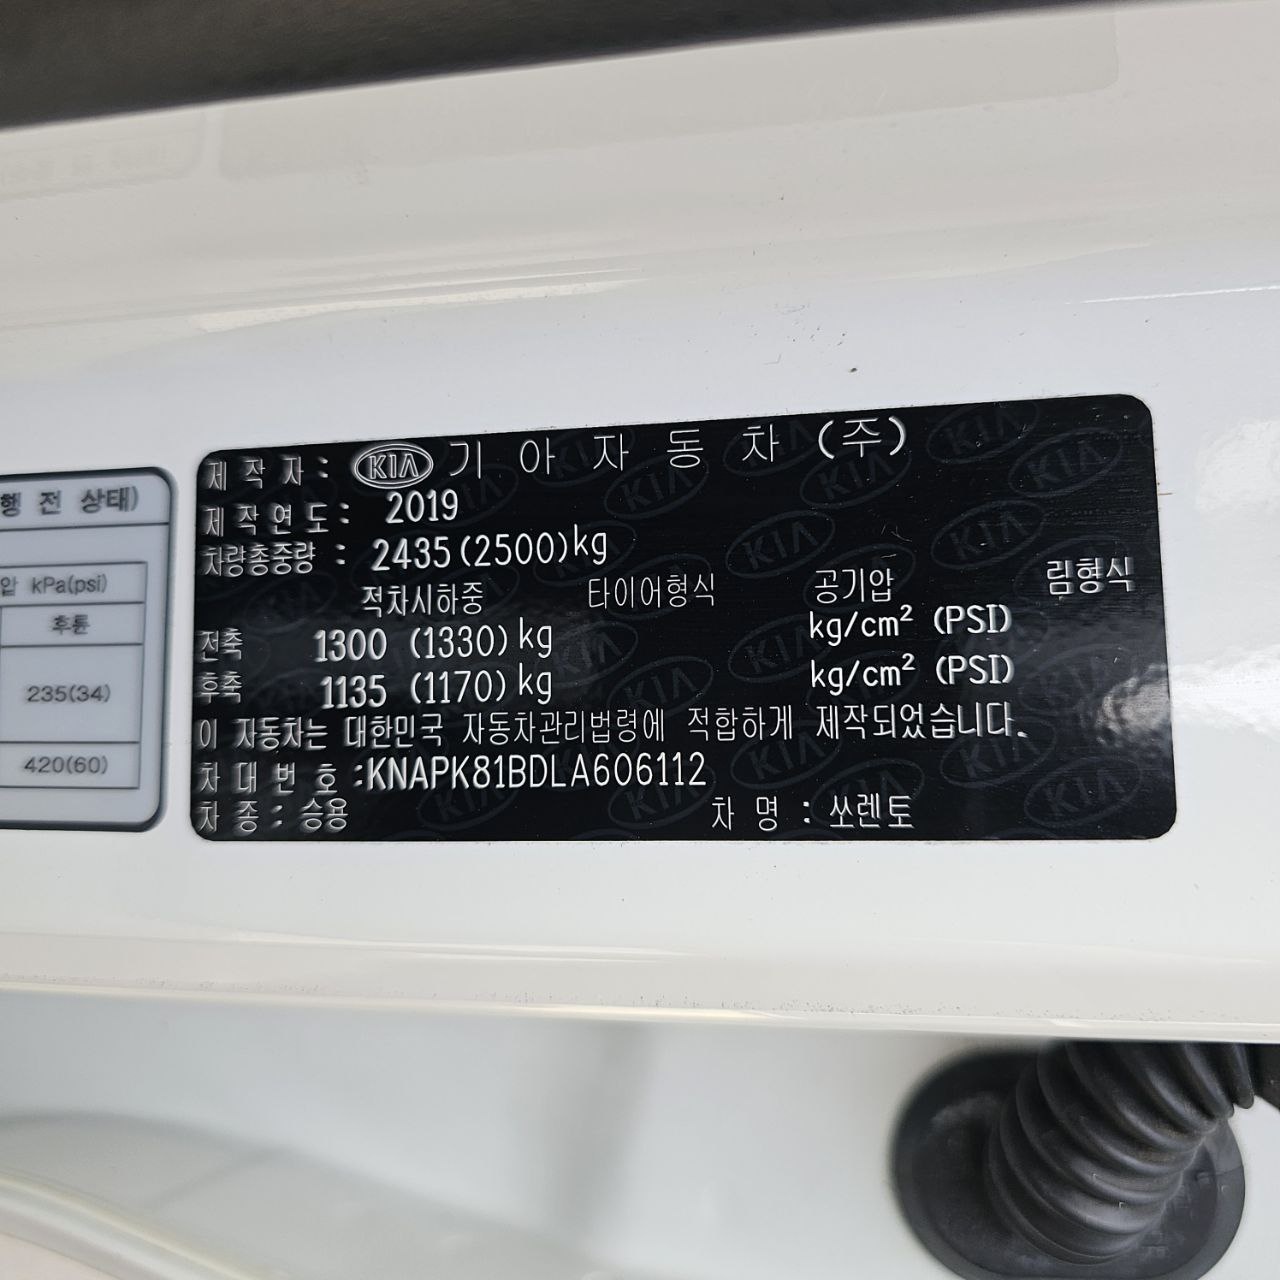 행 전 상태)
압 kPa(psi)
후륜
235(34)
420(60)
제 작 자 : KIA 기 아 자 동 차 (주)
제 작 연 도 : 2019
차량총중량 : 2435(2500)kg
적차시하중 타이어형식 공기압 림형식
전축 1300 (1330)kg kg/cm² (PSI)
후축 1135 (1170)kg kg/cm² (PSI)
이 자동차는 대한민국 자동차관리법령에 적합하게 제작되었습니다.
차 대 번 호 :KNAPK81BDLA606112
차 종 : 승용 차 명 : 쏘렌토